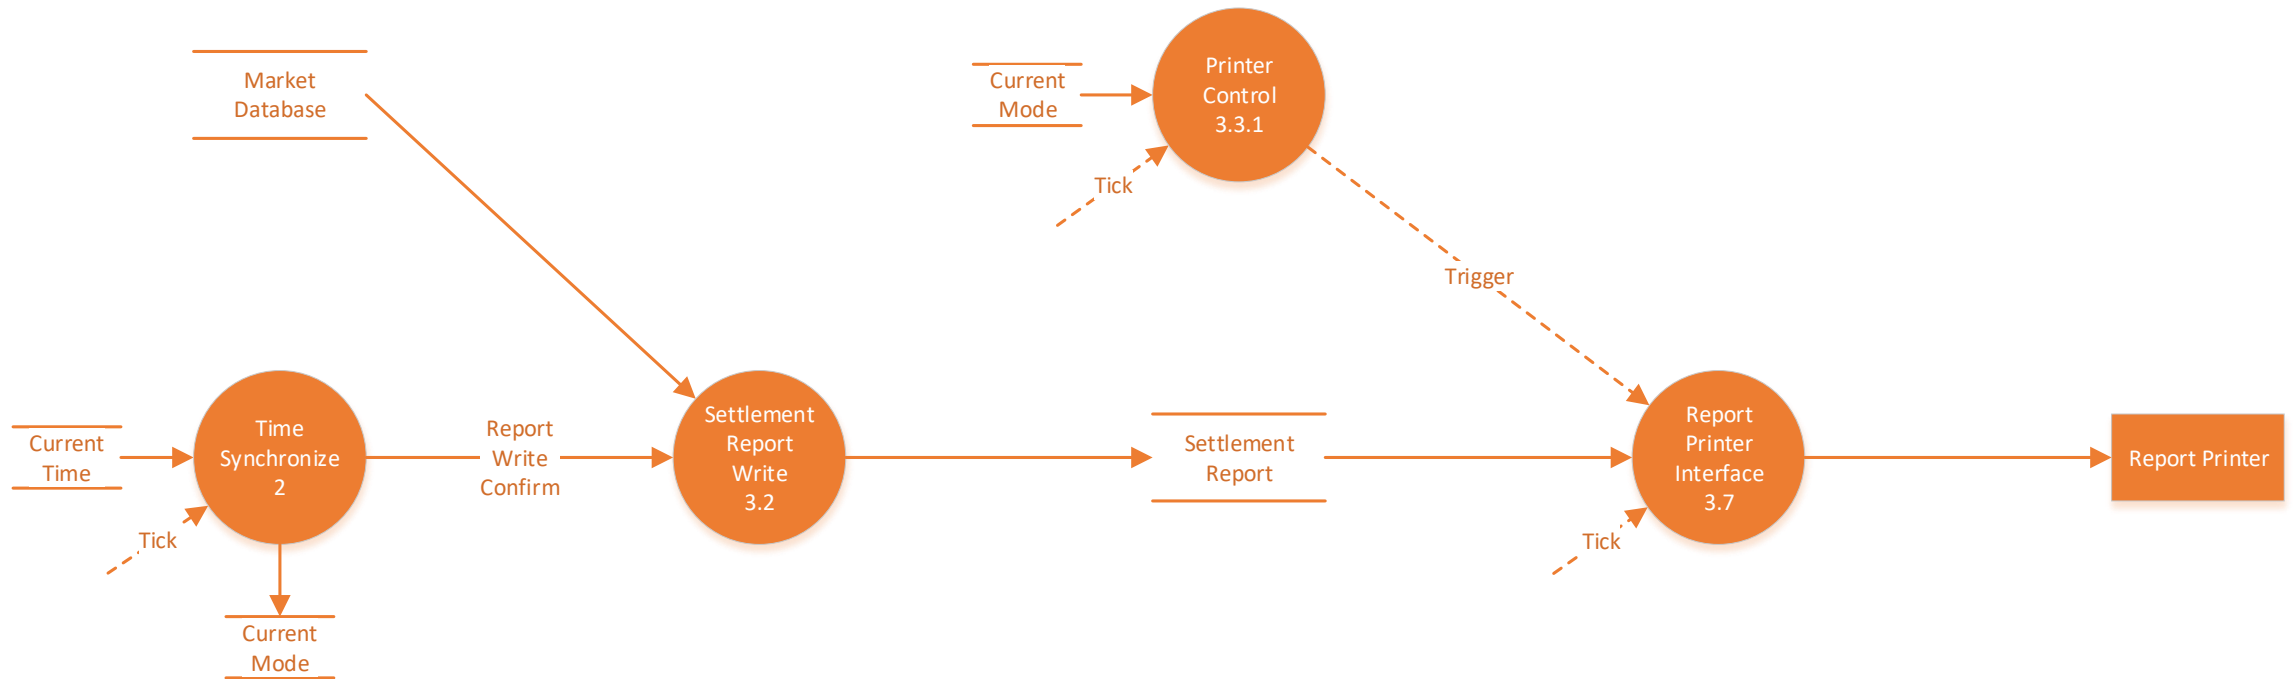 Market
Database
Current
Mode
Printer
Control
3.3.1
Tick
Trigger
Current
Time
Time
Synchronize
2
Report
Write
Confirm
Settlement
Report
Write
3.2
Settlement
Report
Report
Printer
Interface
3.7
Report Printer
Tick
Tick
Current
Mode